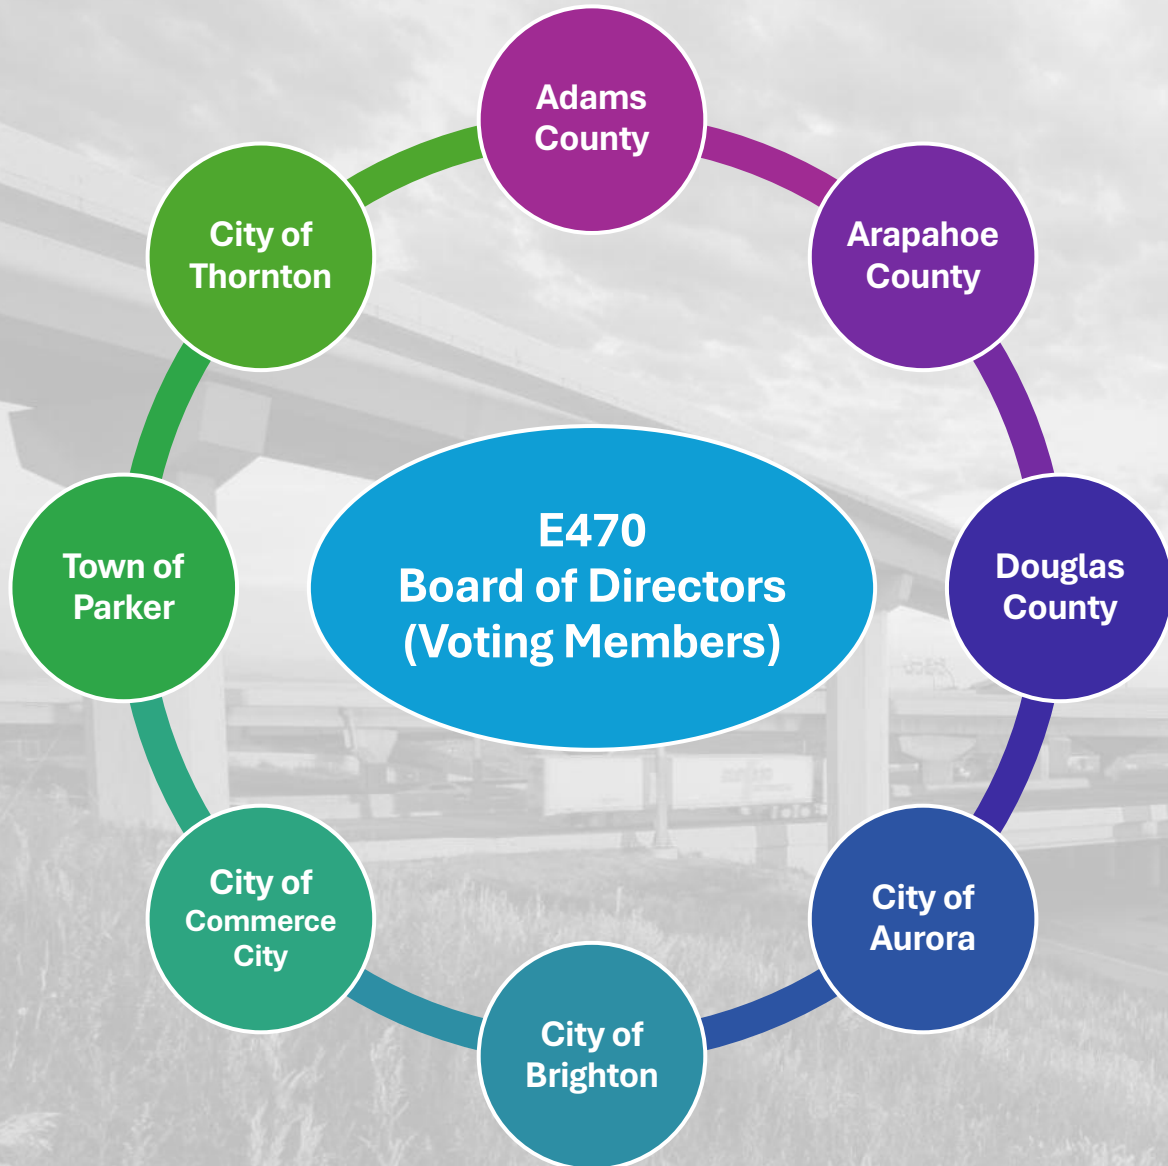 Adams
County
Arapahoe
County
Douglas
County
City of
Aurora
City of
Brighton
City of
Commerce
City
Town of
Parker
City of
Thornton
E470
Board of Directors
(Voting Members)